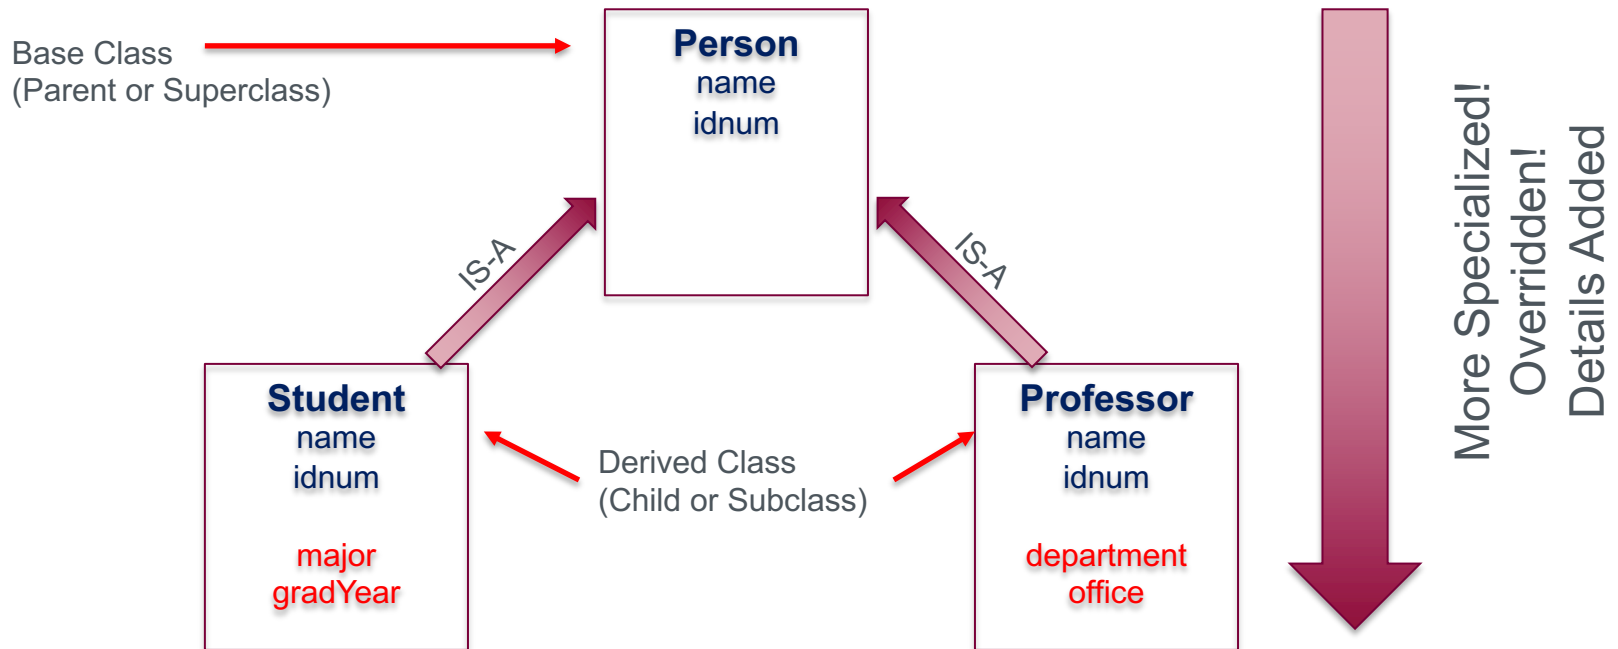 Base Class
(Parent or Superclass)
Person
name
idnum
IS-A
IS-A
Student
name
idnum
major
gradYear
Derived Class
(Child or Subclass)
Professor
name
idnum
department
office
More Specialized!
Overridden!
Details Added